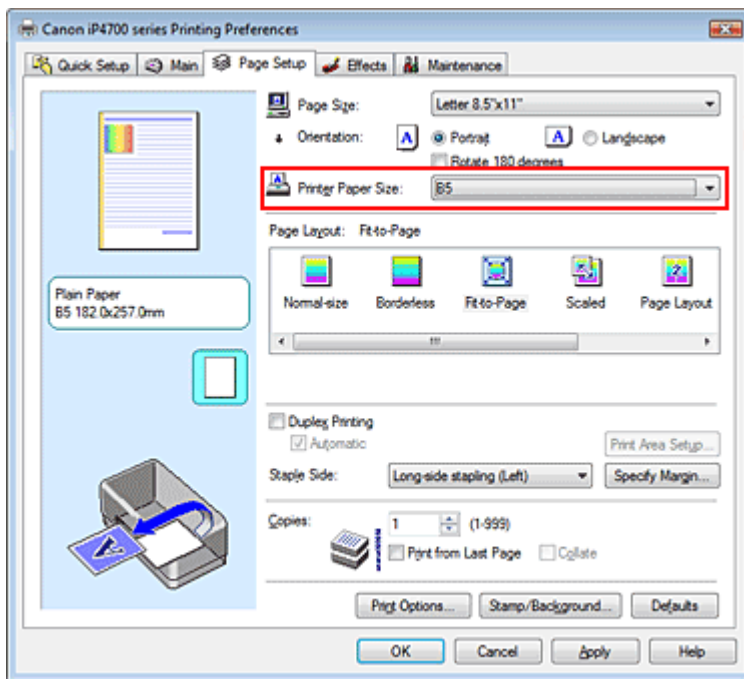 Canon iP4700 series Printing Preferences
Quick Setup Main Page Setup Effects Maintenance
Page Size: Letter 8.5"x11"
Orientation: A Portrait A Landscape
Rotate 180 degrees
Printer Paper Size: B5
Page Layout: Fit-to-Page
Normal-size Borderless Fit-to-Page Scaled Page Layout
Plain Paper
B5 182.0x257.0mm
Duplex Printing
Automatic Print Area Setup...
Staple Side: Long-side stapling (Left) Specify Margin...
Copies: 1 (1-999)
Print from Last Page Collate
Print Options... Stamp/Background... Defaults
OK Cancel Apply Help